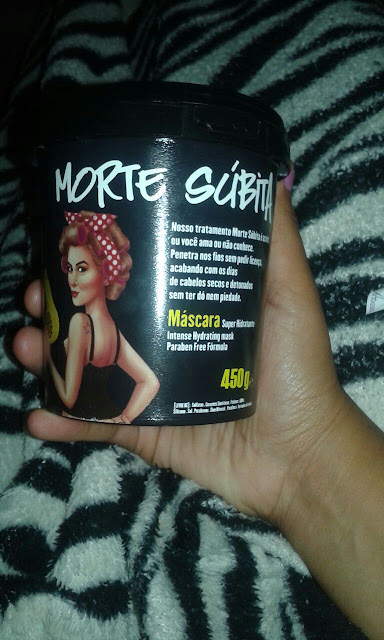 MORTE SÚBITA
Nosso tratamento Morte Súbita é
ou você ama ou não conhece.
Penetra nos fios sem pedir licença,
acabando com os dias
de cabelos secos e detonados
sem ter dó nem piedade.
Máscara Super Hidratante
Intense Hydrating mask
Paraben Free Fórmula
450g